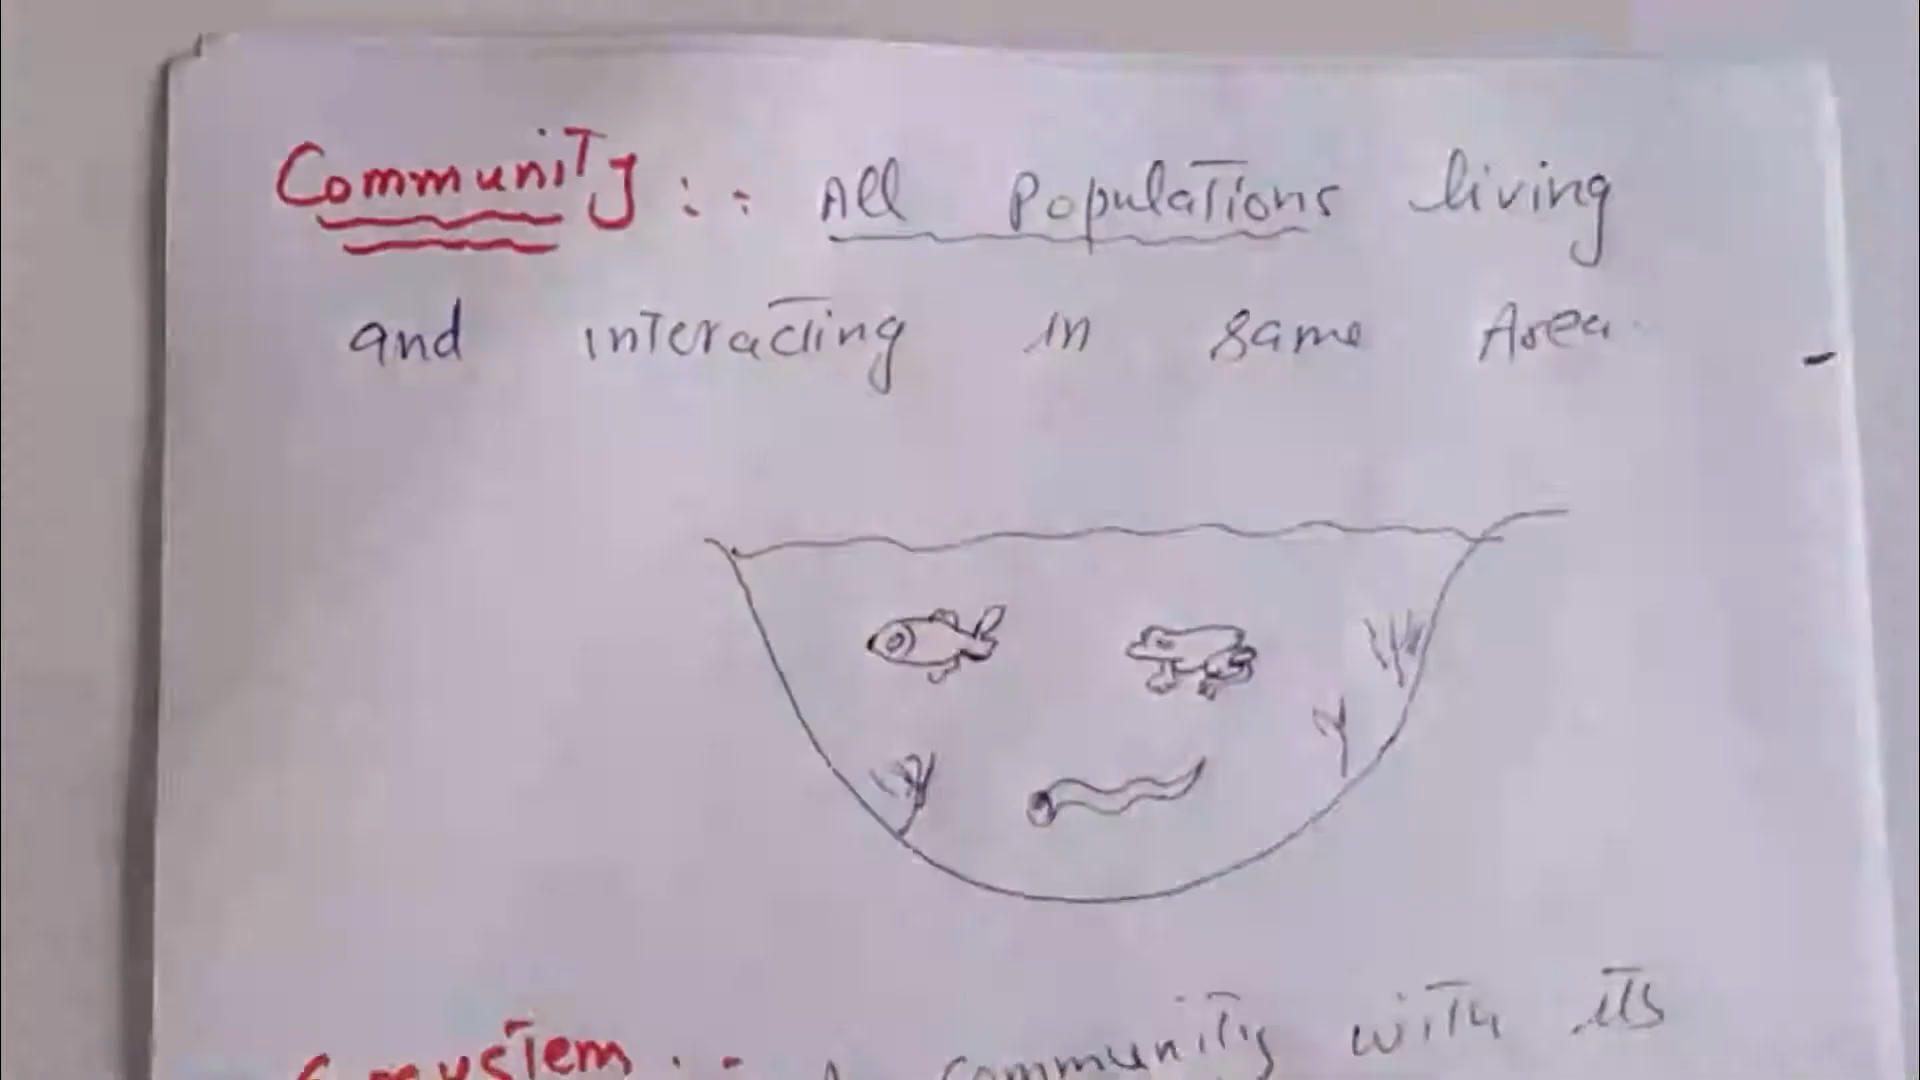 Community :- All Populations living
and interacting in same Area
Ecosystem :- A community with its